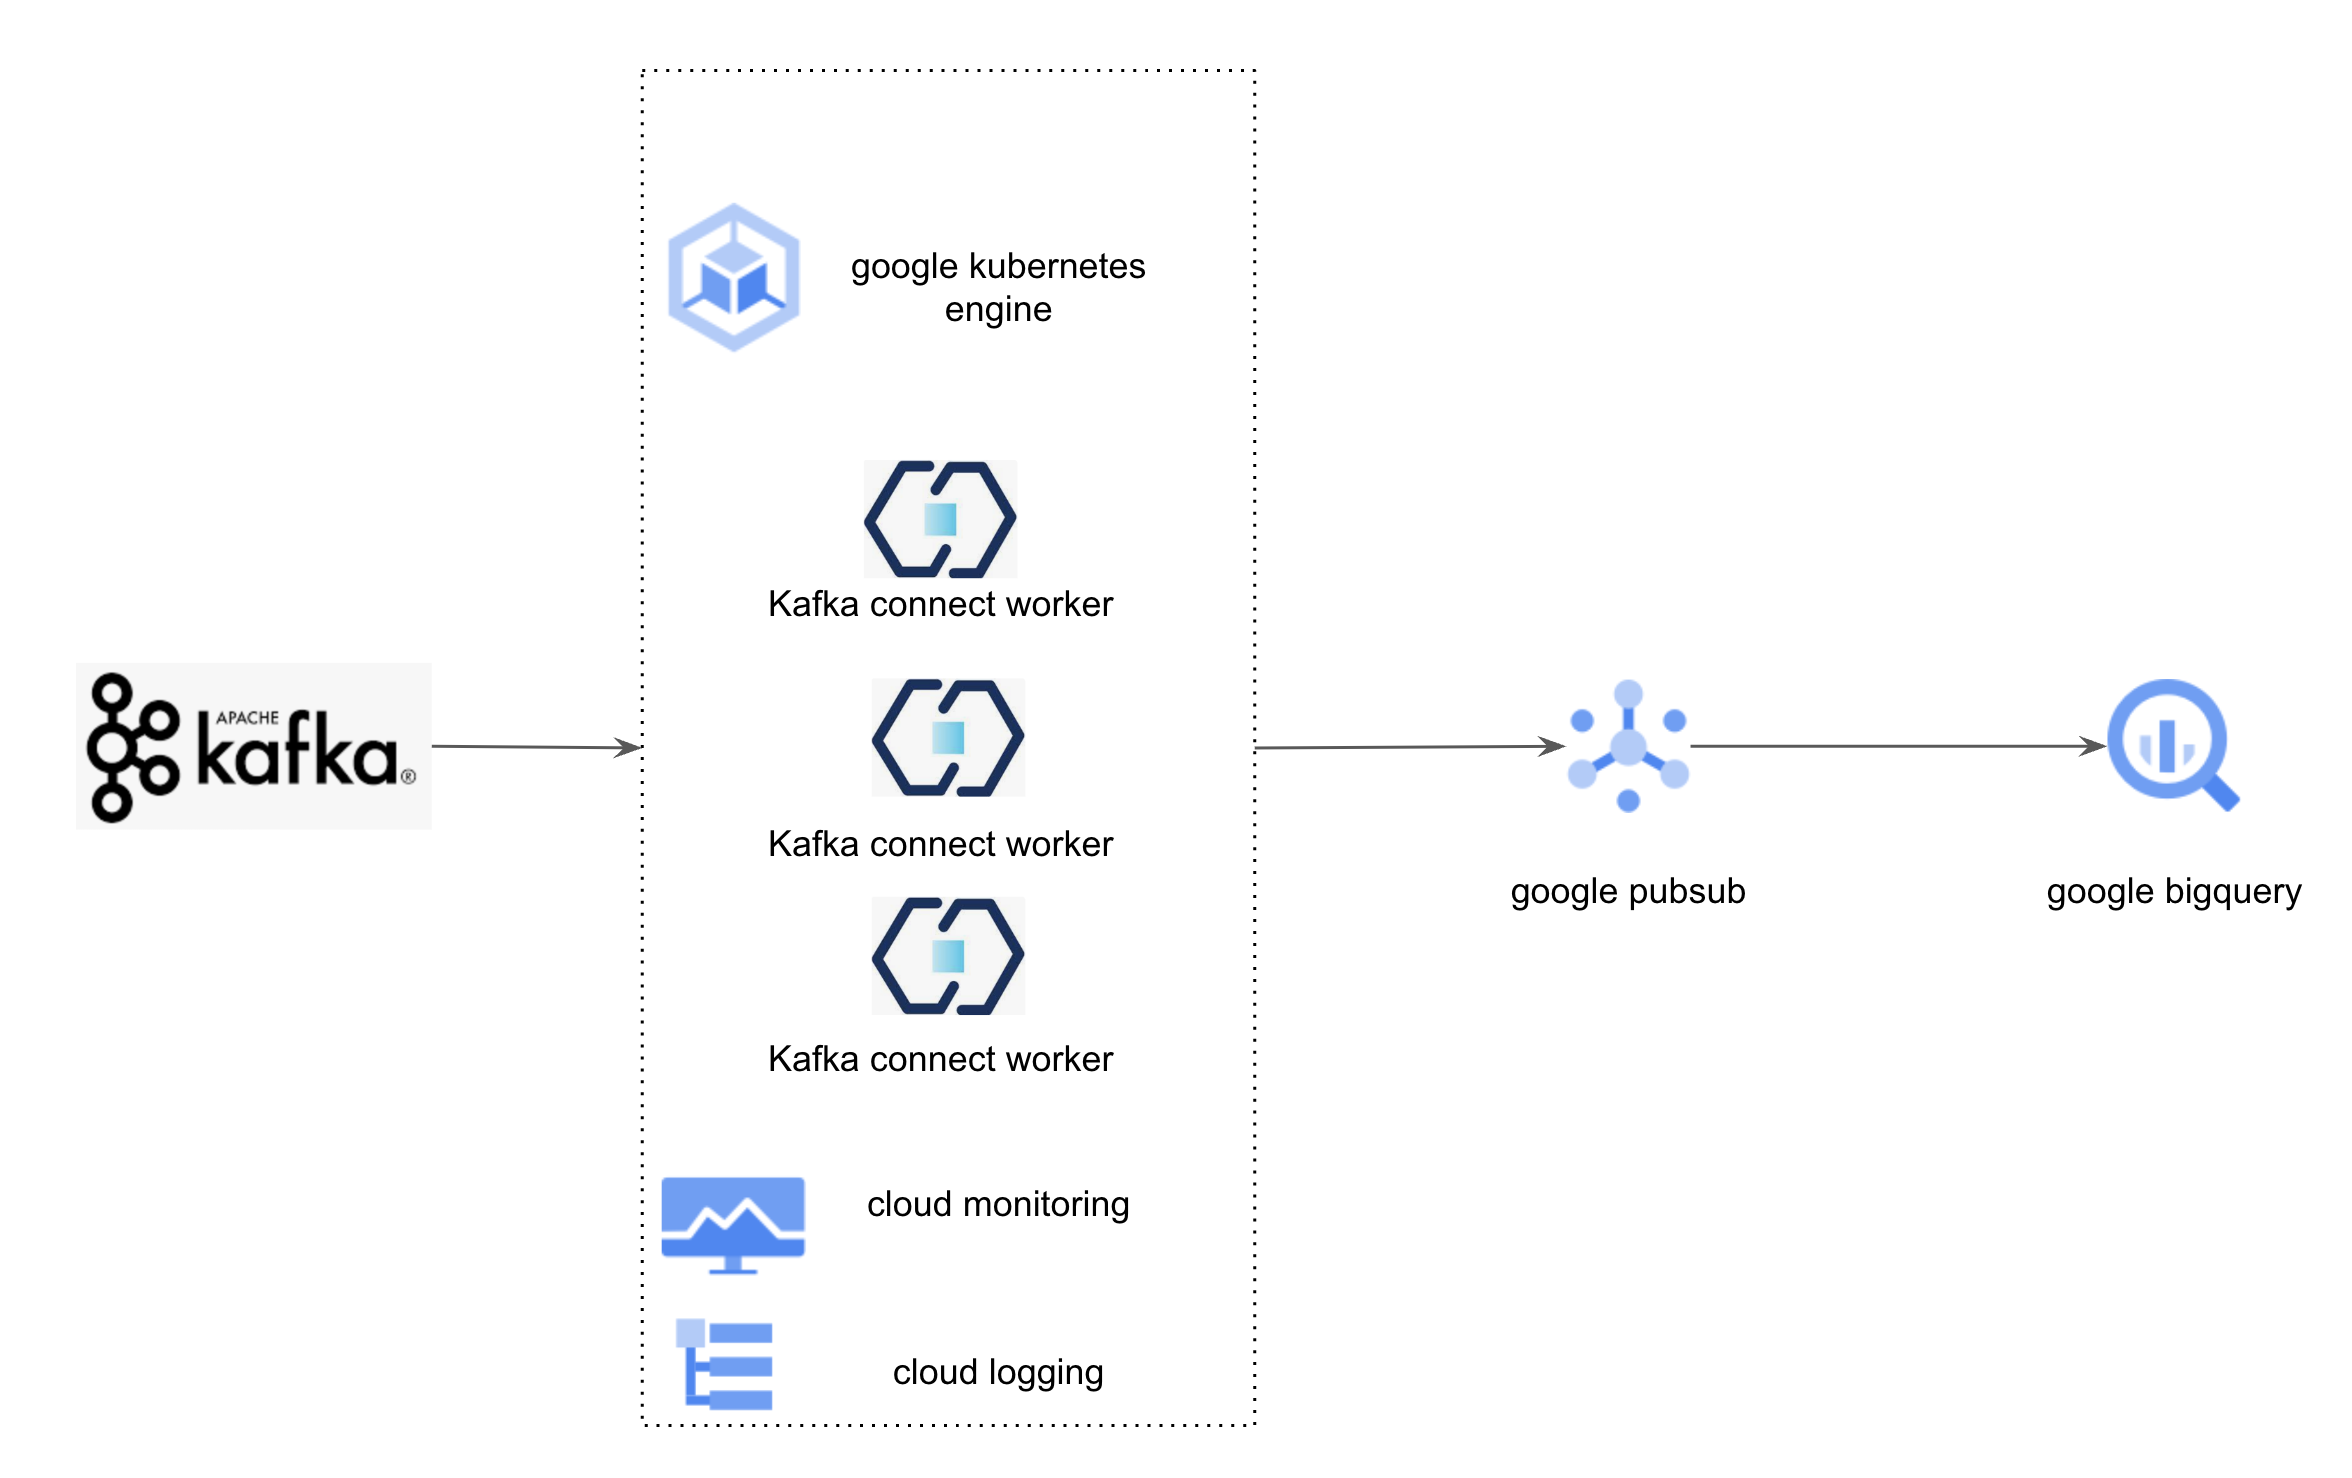 google kubernetes
engine
Kafka connect worker
APACHE
kafka®
Kafka connect worker
google pubsub
google bigquery
Kafka connect worker
cloud monitoring
cloud logging